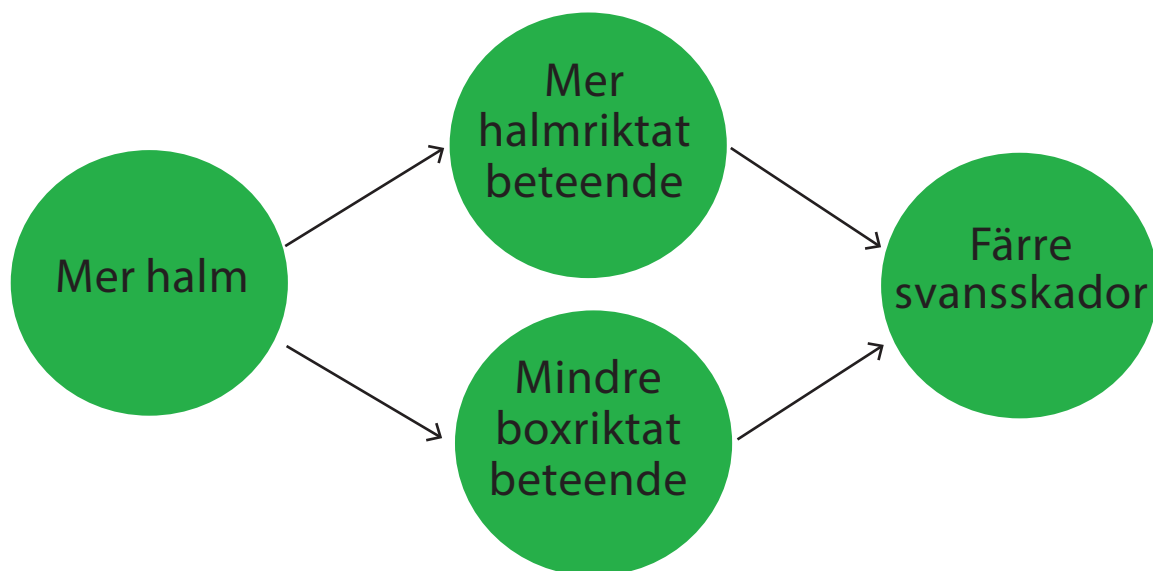 Mer halm
Mer
halmriktat
beteende
Mindre
boxriktat
beteende
Färre
svansskador